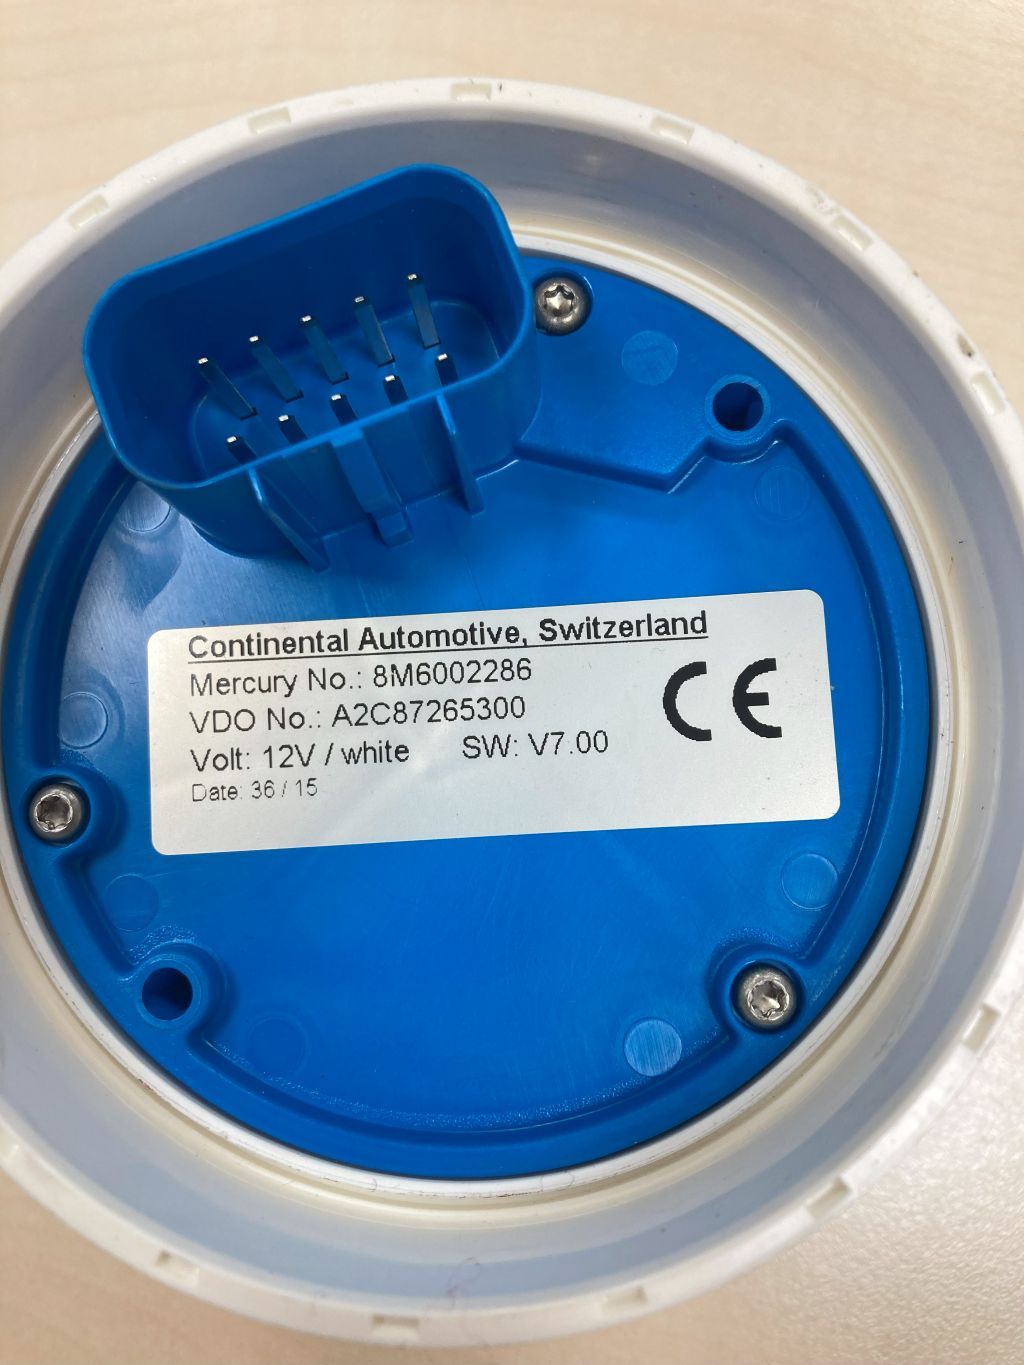 Continental Automotive, Switzerland
Mercury No.: 8M6002286
VDO No.: A2C87265300
Volt: 12V / white SW: V7.00
Date: 36 / 15
CE